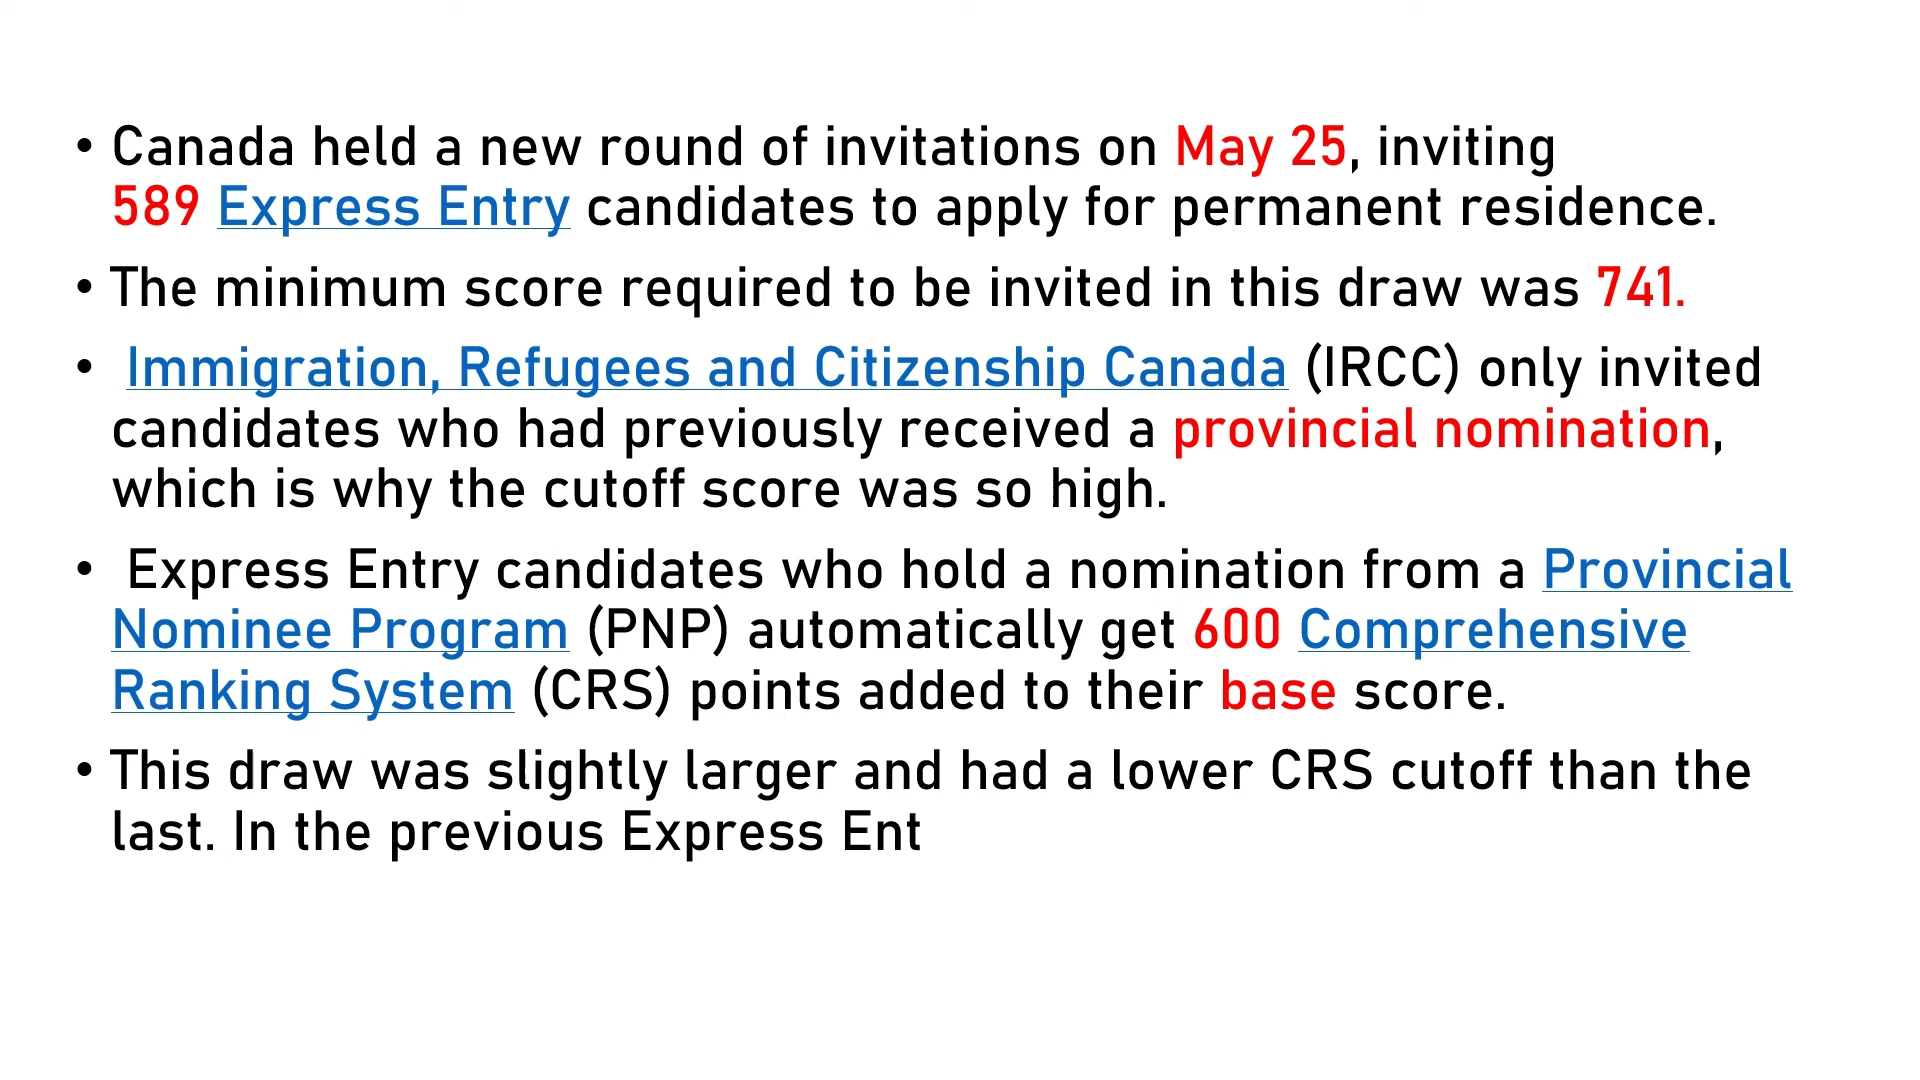 • Canada held a new round of invitations on May 25, inviting
589 Express Entry candidates to apply for permanent residence.
• The minimum score required to be invited in this draw was 741.
• Immigration, Refugees and Citizenship Canada (IRCC) only invited
candidates who had previously received a provincial nomination,
which is why the cutoff score was so high.
• Express Entry candidates who hold a nomination from a Provincial
Nominee Program (PNP) automatically get 600 Comprehensive
Ranking System (CRS) points added to their base score.
• This draw was slightly larger and had a lower CRS cutoff than the
last. In the previous Express Ent